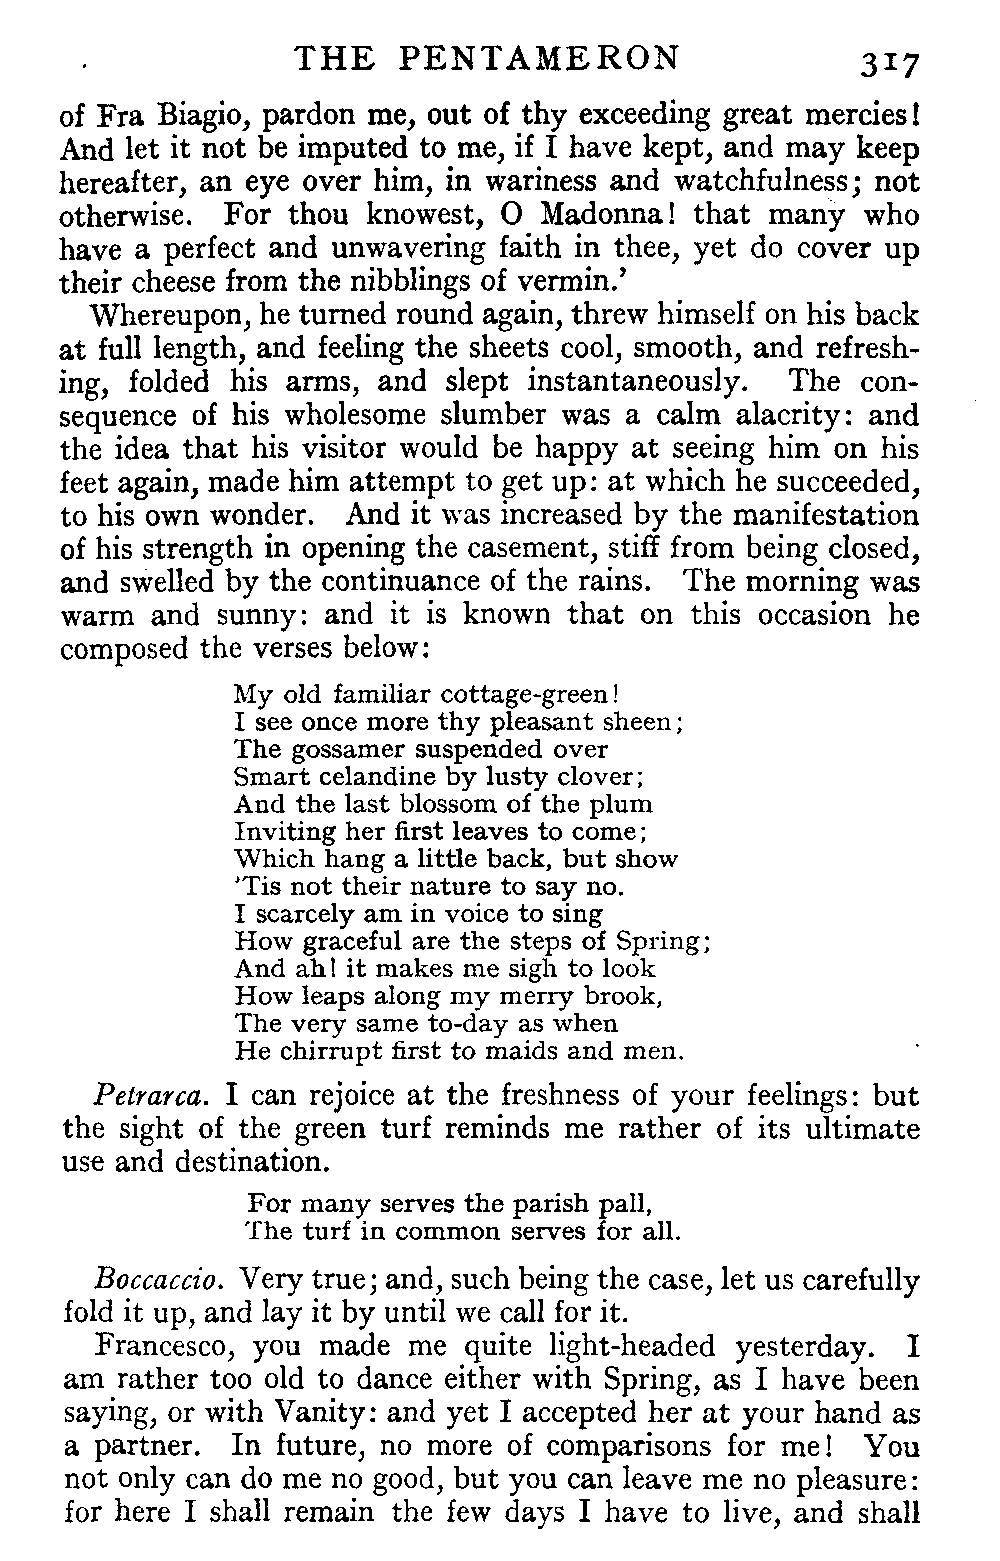 THE PENTAMERON 317
of Fra Biagio, pardon me, out of thy exceeding great mercies!
And let it not be imputed to me, if I have kept, and may keep
hereafter, an eye over him, in wariness and watchfulness; not
otherwise. For thou knowest, O Madonna! that many who
have a perfect and unwavering faith in thee, yet do cover up
their cheese from the nibblings of vermin.’
Whereupon, he turned round again, threw himself on his back
at full length, and feeling the sheets cool, smooth, and refresh-
ing, folded his arms, and slept instantaneously. The con-
sequence of his wholesome slumber was a calm alacrity: and
the idea that his visitor would be happy at seeing him on his
feet again, made him attempt to get up: at which he succeeded,
to his own wonder. And it was increased by the manifestation
of his strength in opening the casement, stiff from being closed,
and swelled by the continuance of the rains. The morning was
warm and sunny: and it is known that on this occasion he
composed the verses below:
My old familiar cottage-green!
I see once more thy pleasant sheen;
The gossamer suspended over
Smart celandine by lusty clover;
And the last blossom of the plum
Inviting her first leaves to come;
Which hang a little back, but show
’Tis not their nature to say no.
I scarcely am in voice to sing
How graceful are the steps of Spring;
And ah! it makes me sigh to look
How leaps along my merry brook,
The very same to-day as when
He chirrupt first to maids and men.
Petrarca. I can rejoice at the freshness of your feelings: but
the sight of the green turf reminds me rather of its ultimate
use and destination.
For many serves the parish pall,
The turf in common serves for all.
Boccaccio. Very true; and, such being the case, let us carefully
fold it up, and lay it by until we call for it.
Francesco, you made me quite light-headed yesterday. I
am rather too old to dance either with Spring, as I have been
saying, or with Vanity: and yet I accepted her at your hand as
a partner. In future, no more of comparisons for me! You
not only can do me no good, but you can leave me no pleasure:
for here I shall remain the few days I have to live, and shall